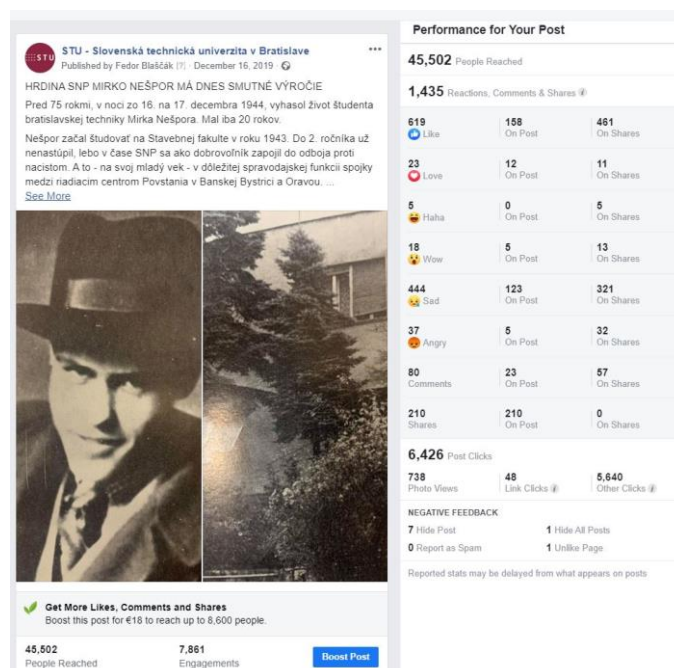 STU
STU - Slovenská technická univerzita v Bratislave
Published by Fedor Blaščák [?] · December 16, 2019 ·
HRDINA SNP MIRKO NEŠPOR MÁ DNES SMUTNÉ VÝROČIE
Pred 75 rokmi, v noci zo 16. na 17. decembra 1944, vyhasol život študenta
bratislavskej techniky Mirka Nešpora. Mal iba 20 rokov.
Nešpor začal študovať na Stavebnej fakulte v roku 1943. Do 2. ročníka už
nenastúpil, lebo v čase SNP sa ako dobrovoľník zapojil do odboja proti
nacistom. A to - na svoj mladý vek - v dôležitej spravodajskej funkcii spojky
medzi riadiacim centrom Povstania v Banskej Bystrici a Oravou. ...
See More
Get More Likes, Comments and Shares
Boost this post for €18 to reach up to 8,600 people.
45,502 7,861
People Reached Engagements
Boost Post
Performance for Your Post
45,502 People Reached
1,435 Reactions, Comments & Shares
619 158 461
Like On Post On Shares
23 12 11
Love On Post On Shares
5 0 5
Haha On Post On Shares
18 5 13
Wow On Post On Shares
444 123 321
Sad On Post On Shares
37 5 32
Angry On Post On Shares
80 23 57
Comments On Post On Shares
210 210 0
Shares On Post On Shares
6,426 Post Clicks
738 48 5,640
Photo Views Link Clicks Other Clicks
NEGATIVE FEEDBACK
7 Hide Post 1 Hide All Posts
0 Report as Spam 1 Unlike Page
Reported stats may be delayed from what appears on posts